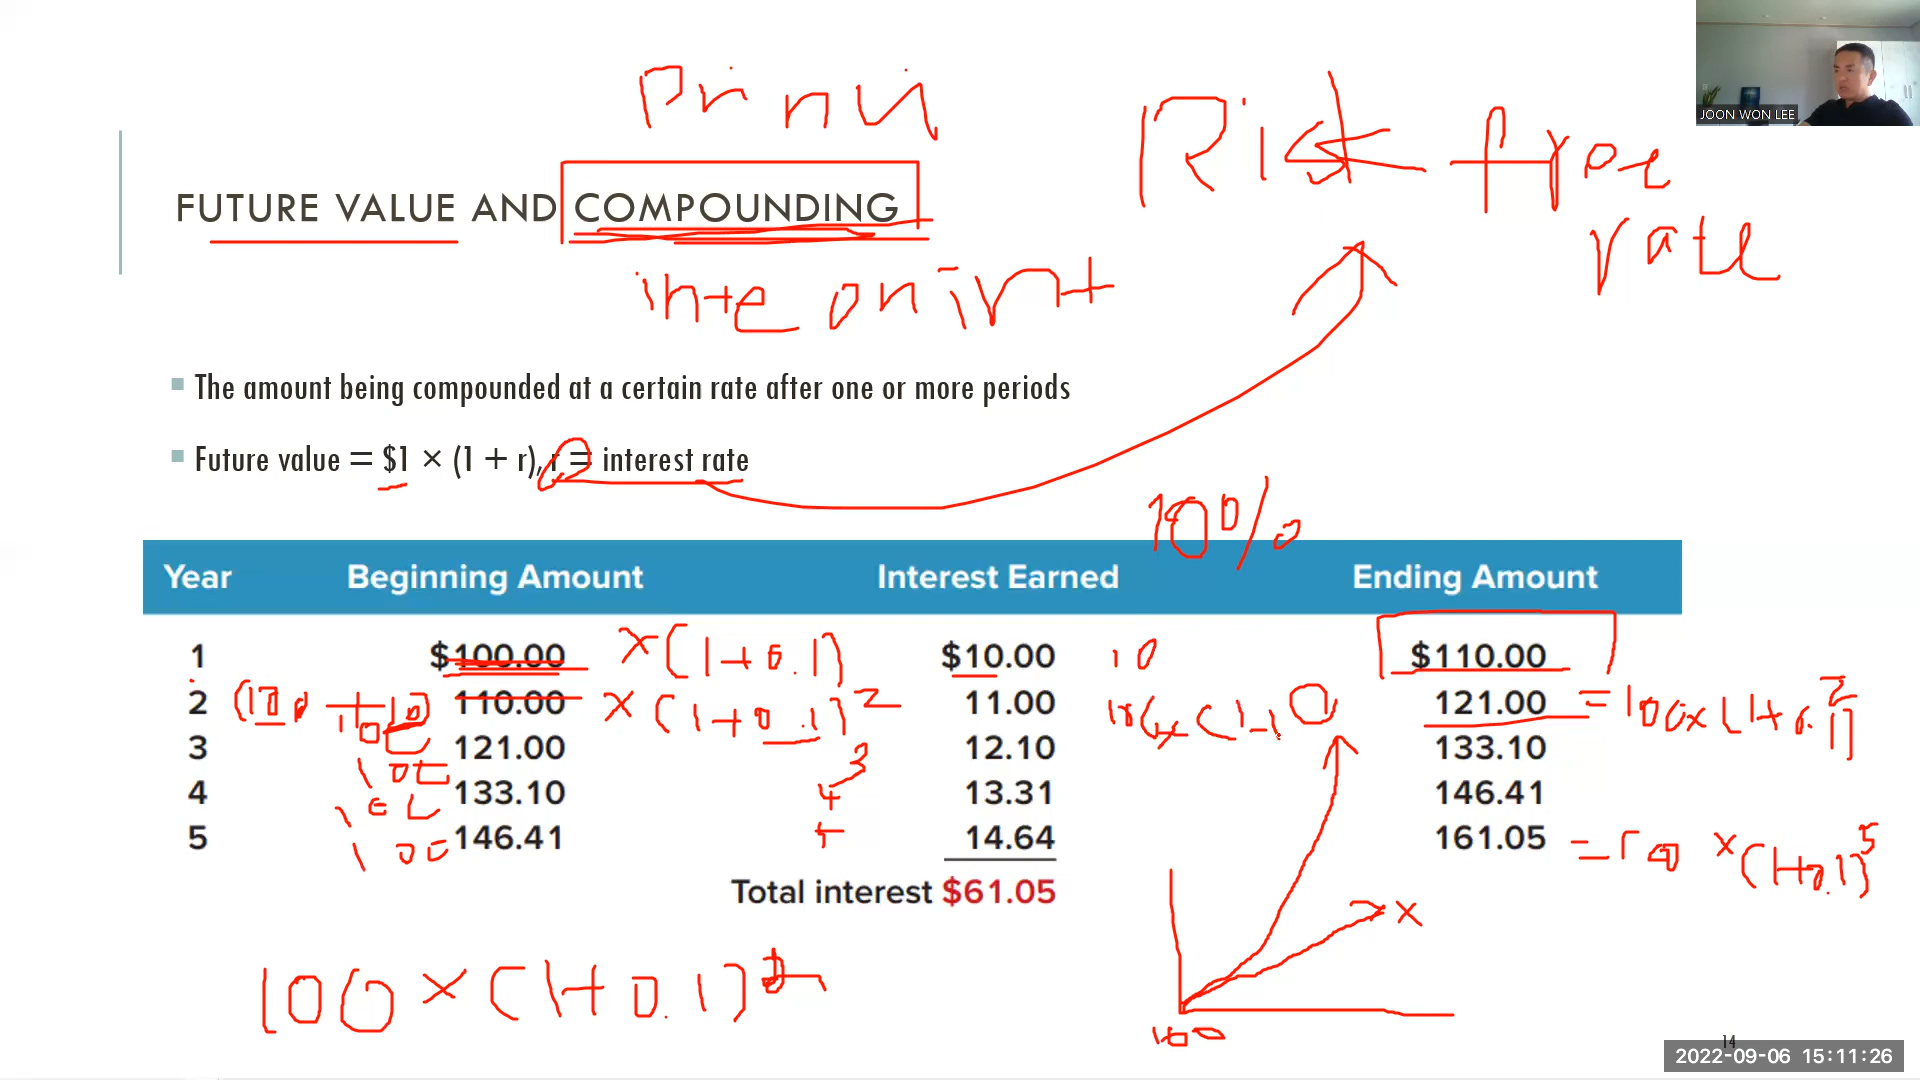 JOON WON LEE
Risk free
rate
FUTURE VALUE AND COMPOUNDING
inte on int
The amount being compounded at a certain rate after one or more periods
Future value = $1 × (1 + r), r = interest rate
10%
Year Beginning Amount Interest Earned Ending Amount
1 $100.00 ×(1+0.1) $10.00 10 $110.00
2 110.00 ×(1+0.1)² 11.00 121.00 =100×(1+0.1)²
3 121.00 3 12.10 133.10
4 133.10 4 13.31 146.41
5 146.41 5 14.64 161.05 =100 ×(1+0.1)⁵
Total interest $61.05
×
100 × (1+0.1)
100
14
2022-09-06 15:11:26